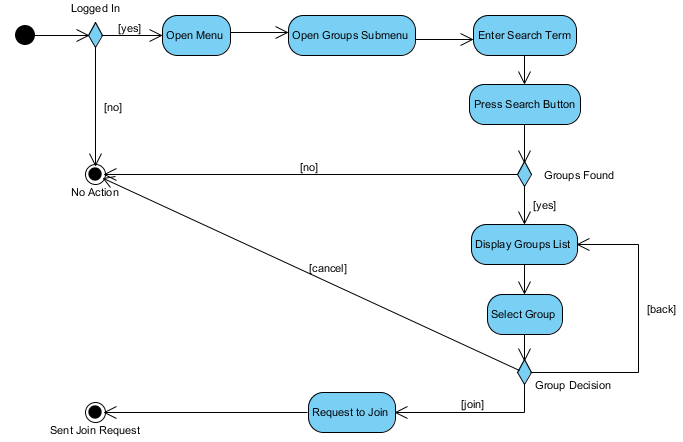 Logged In
[yes]
Open Menu
Open Groups Submenu
Enter Search Term
[no]
Press Search Button
[no]
Groups Found
No Action
[yes]
Display Groups List
[cancel]
[back]
Select Group
Group Decision
[join]
Request to Join
Sent Join Request